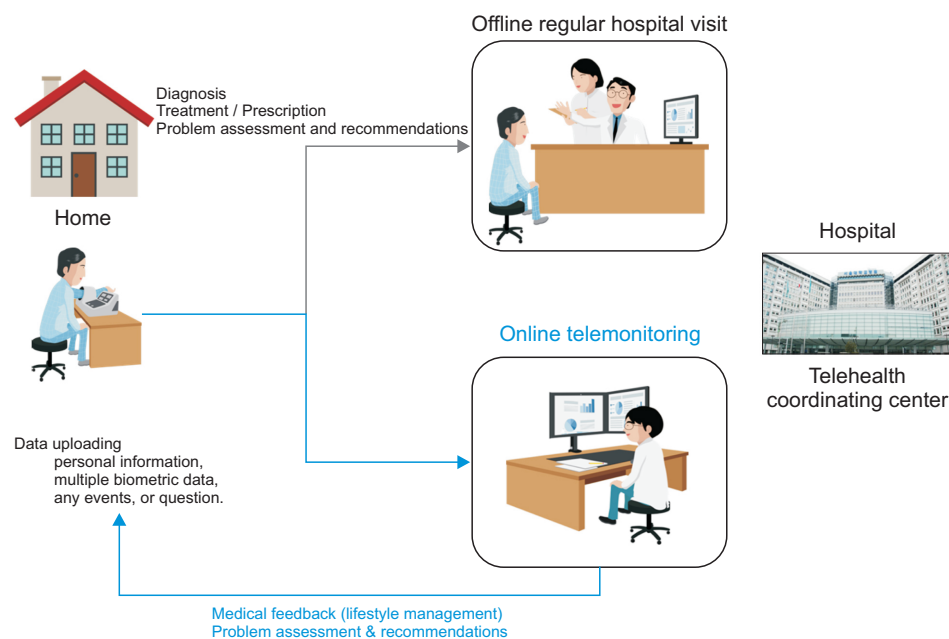 Offline regular hospital visit
Diagnosis
Treatment / Prescription
Problem assessment and recommendations
Home
Hospital
Online telemonitoring
Telehealth
coordinating center
Data uploading
personal information,
multiple biometric data,
any events, or question.
Medical feedback (lifestyle management)
Problem assessment & recommendations